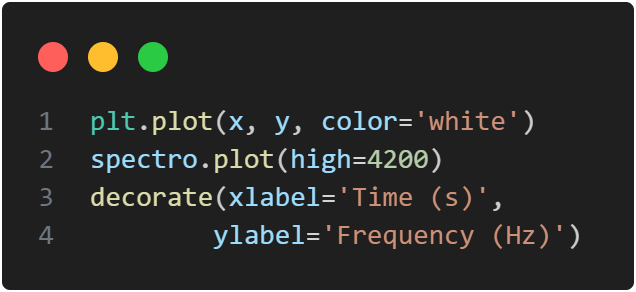 1 plt.plot(x, y, color='white')
2 spectro.plot(high=4200)
3 decorate(xlabel='Time (s)',
4         ylabel='Frequency (Hz)')